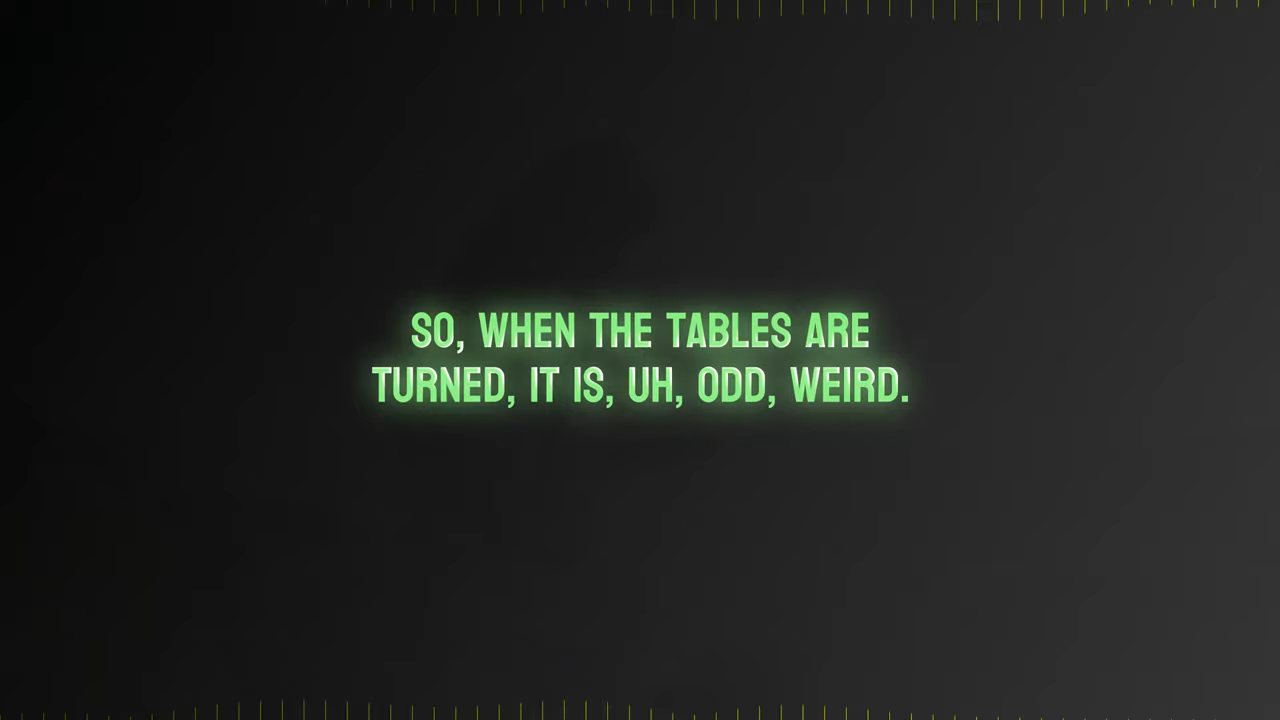 SO, WHEN THE TABLES ARE
TURNED, IT IS, UH, ODD, WEIRD.